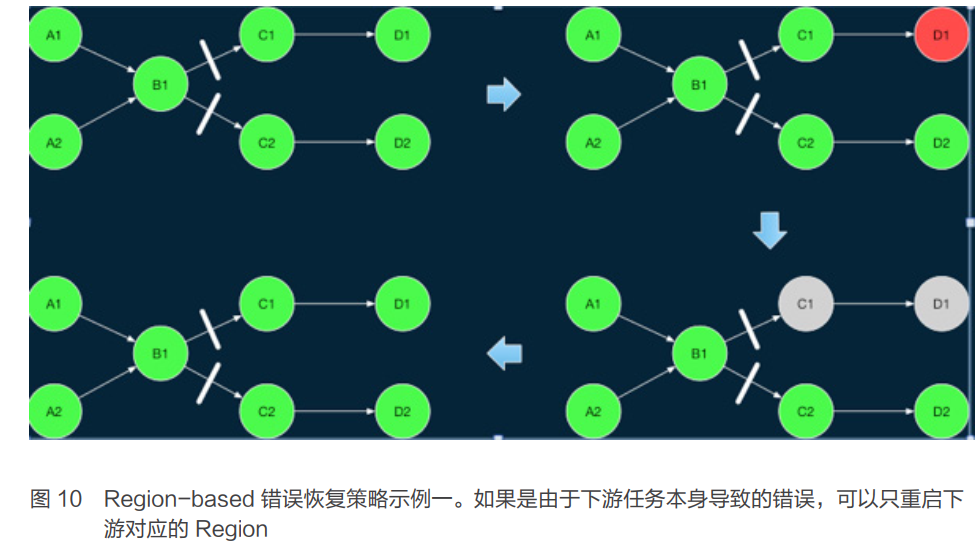 A1
C1
D1
B1
A2
C2
D2
A1
C1
D1
B1
A2
C2
D2
A1
C1
D1
B1
A2
C2
D2
A1
C1
D1
B1
A2
C2
D2
图 10 Region-based 错误恢复策略示例一。如果是由于下游任务本身导致的错误，可以只重启下
游对应的 Region